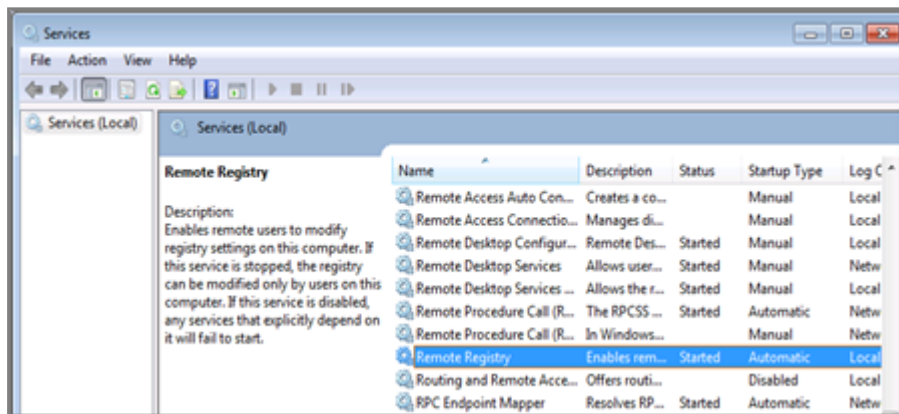 Services
File Action View Help
Services (Local)
Services (Local)
Remote Registry
Description:
Enables remote users to modify
registry settings on this computer. If
this service is stopped, the registry
can be modified only by users on this
computer. If this service is disabled,
any services that explicitly depend on
it will fail to start.
Name Description Status Startup Type Log C
Remote Access Auto Con... Creates a co... Manual Local
Remote Access Connectio... Manages di... Manual Local
Remote Desktop Configur... Remote Des... Started Manual Local
Remote Desktop Services Allows user... Started Manual Netw
Remote Desktop Services ... Allows the r... Started Manual Local
Remote Procedure Call (R... The RPCSS ... Started Automatic Netw
Remote Procedure Call (R... In Windows... Manual Netw
Remote Registry Enables rem... Started Automatic Local
Routing and Remote Acce... Offers routi... Disabled Local
RPC Endpoint Mapper Resolves RP... Started Automatic Netw